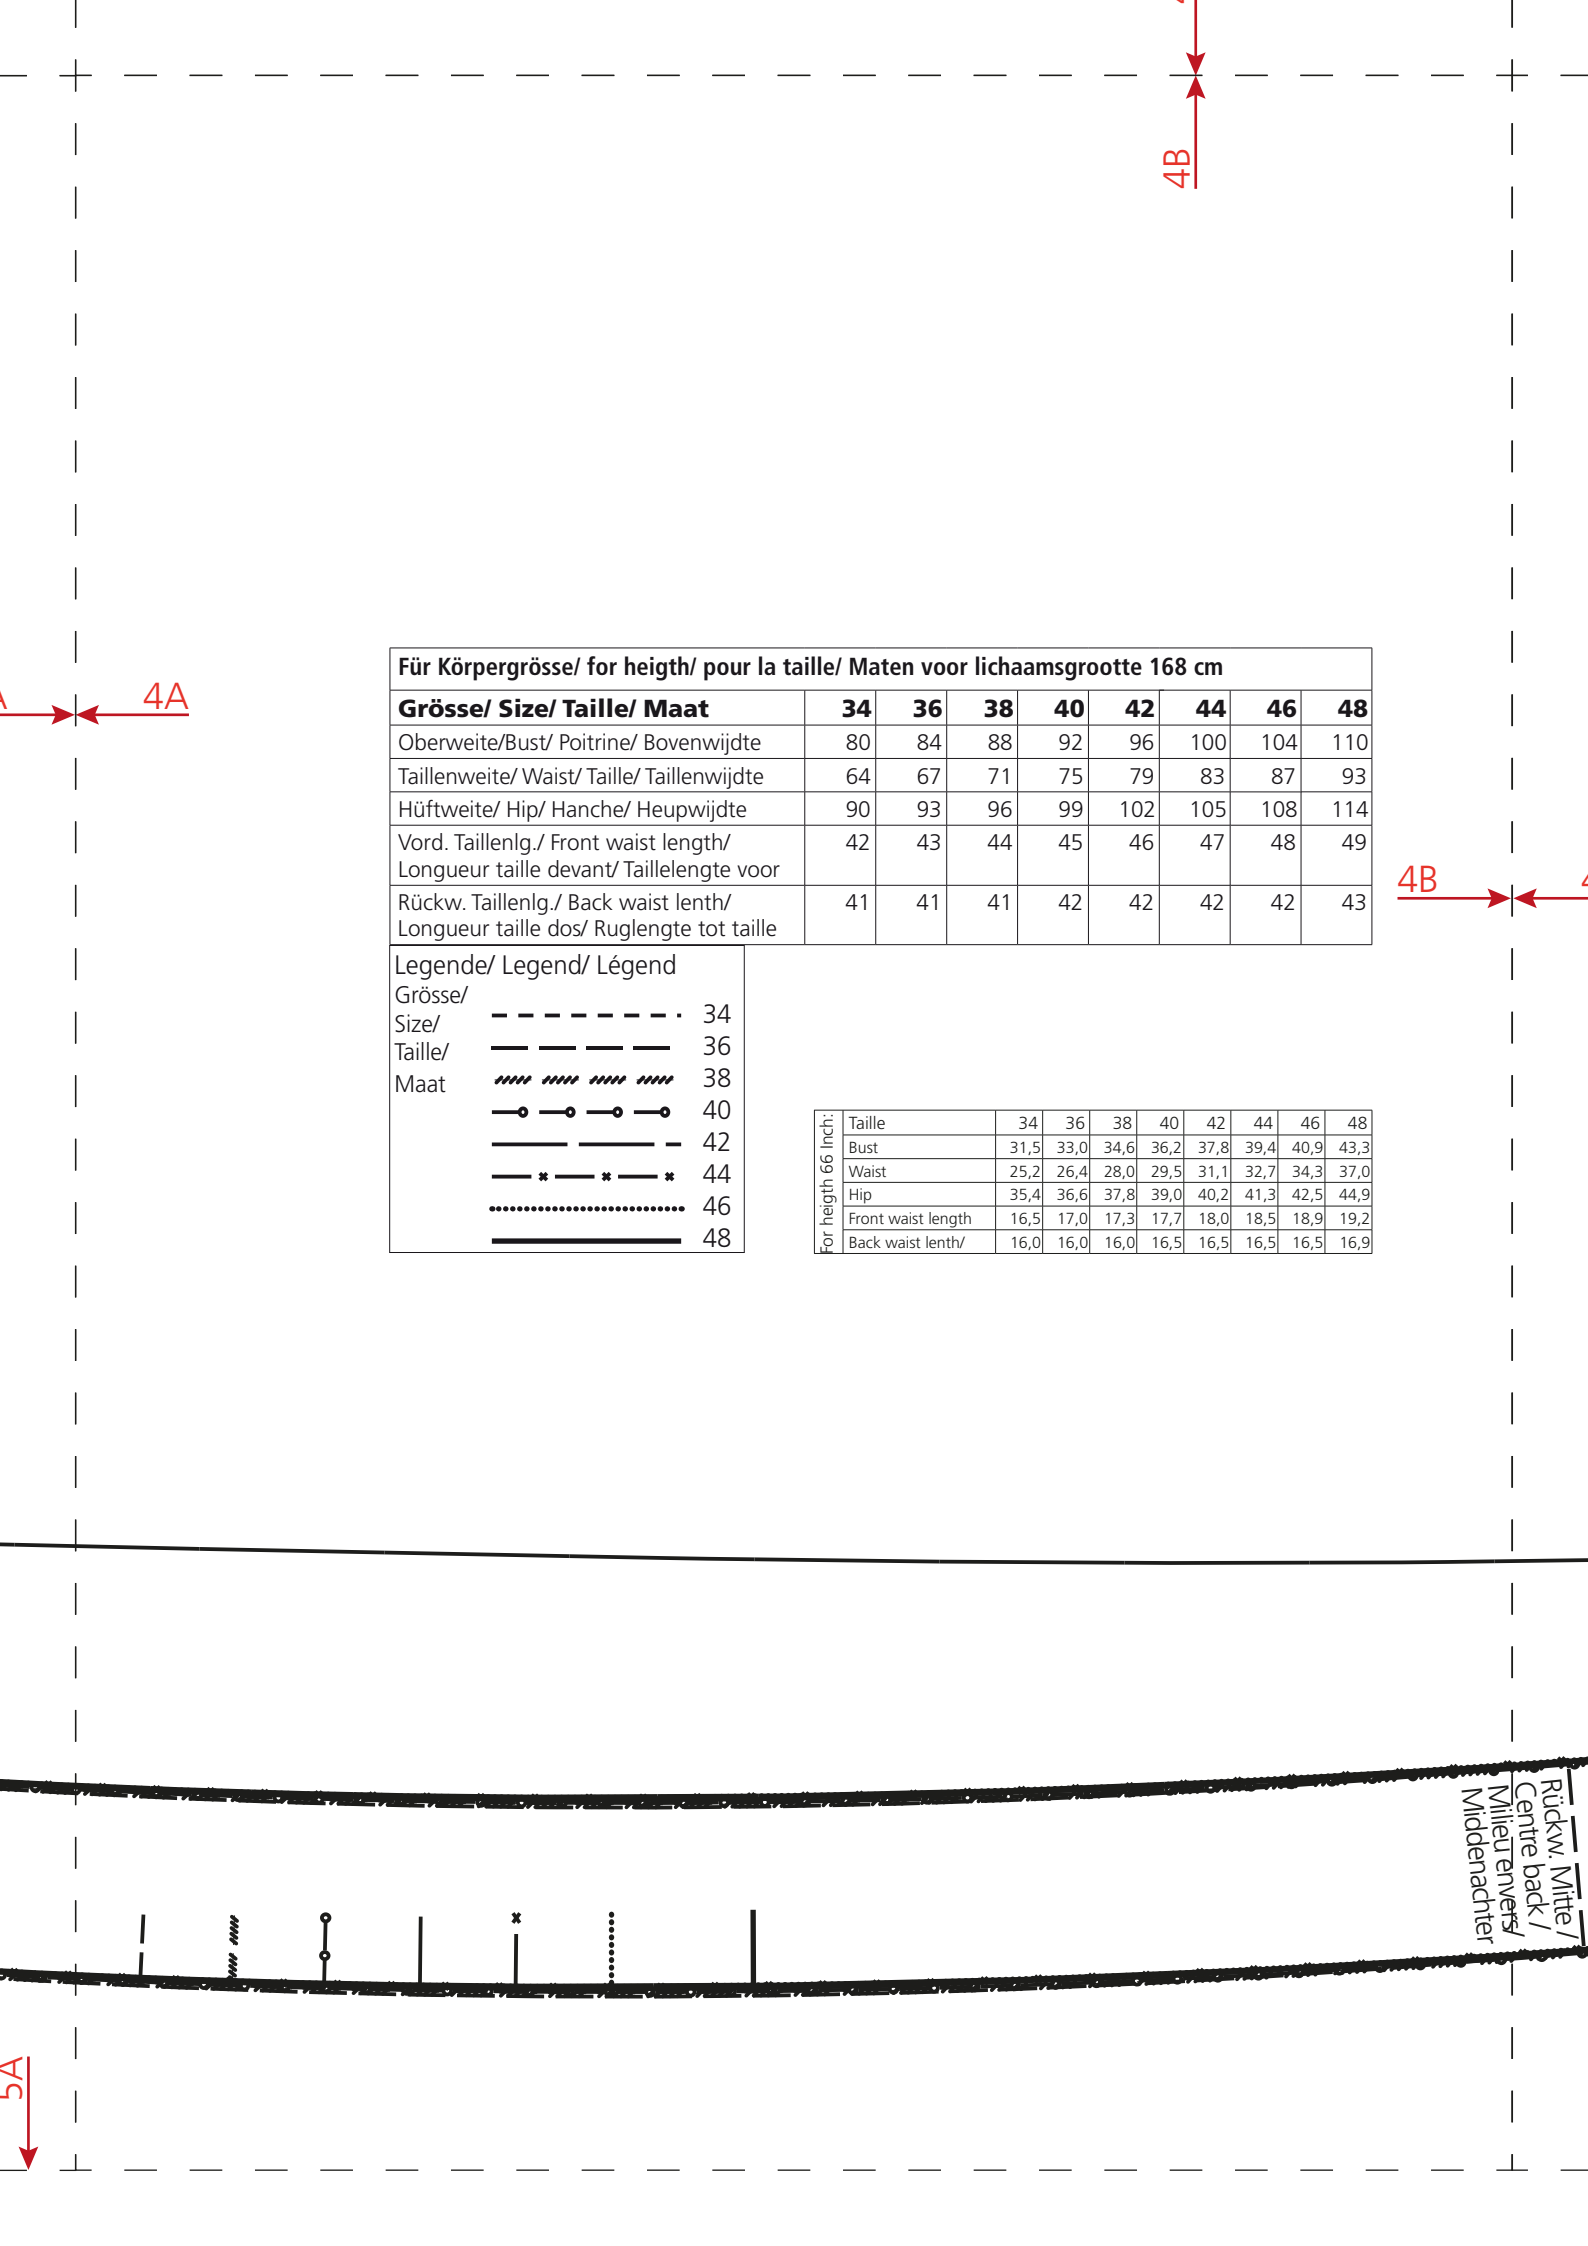 4B
4A
Für Körpergrösse/ for heigth/ pour la taille/ Maten voor lichaamsgrootte 168 cm
Grösse/ Size/ Taille/ Maat 34 36 38 40 42 44 46 48
Oberweite/Bust/ Poitrine/ Bovenwijdte 80 84 88 92 96 100 104 110
Taillenweite/ Waist/ Taille/ Taillenwijdte 64 67 71 75 79 83 87 93
Hüftweite/ Hip/ Hanche/ Heupwijdte 90 93 96 99 102 105 108 114
Vord. Taillenlg./ Front waist length/ 42 43 44 45 46 47 48 49
Longueur taille devant/ Taillelengte voor
Rückw. Taillenlg./ Back waist lenth/ 41 41 41 42 42 42 42 43
Longueur taille dos/ Ruglengte tot taille
4B
Legende/ Legend/ Légend
Grösse/
Size/
Taille/
Maat
34
36
38
40
42
44
46
48
For heigth 66 Inch:
Taille 34 36 38 40 42 44 46 48
Bust 31,5 33,0 34,6 36,2 37,8 39,4 40,9 43,3
Waist 25,2 26,4 28,0 29,5 31,1 32,7 34,3 37,0
Hip 35,4 36,6 37,8 39,0 40,2 41,3 42,5 44,9
Front waist length 16,5 17,0 17,3 17,7 18,0 18,5 18,9 19,2
Back waist lenth/ 16,0 16,0 16,0 16,5 16,5 16,5 16,5 16,9
Rückw. Mitte /
Centre back /
Milieu envers/
Middenachter
5A